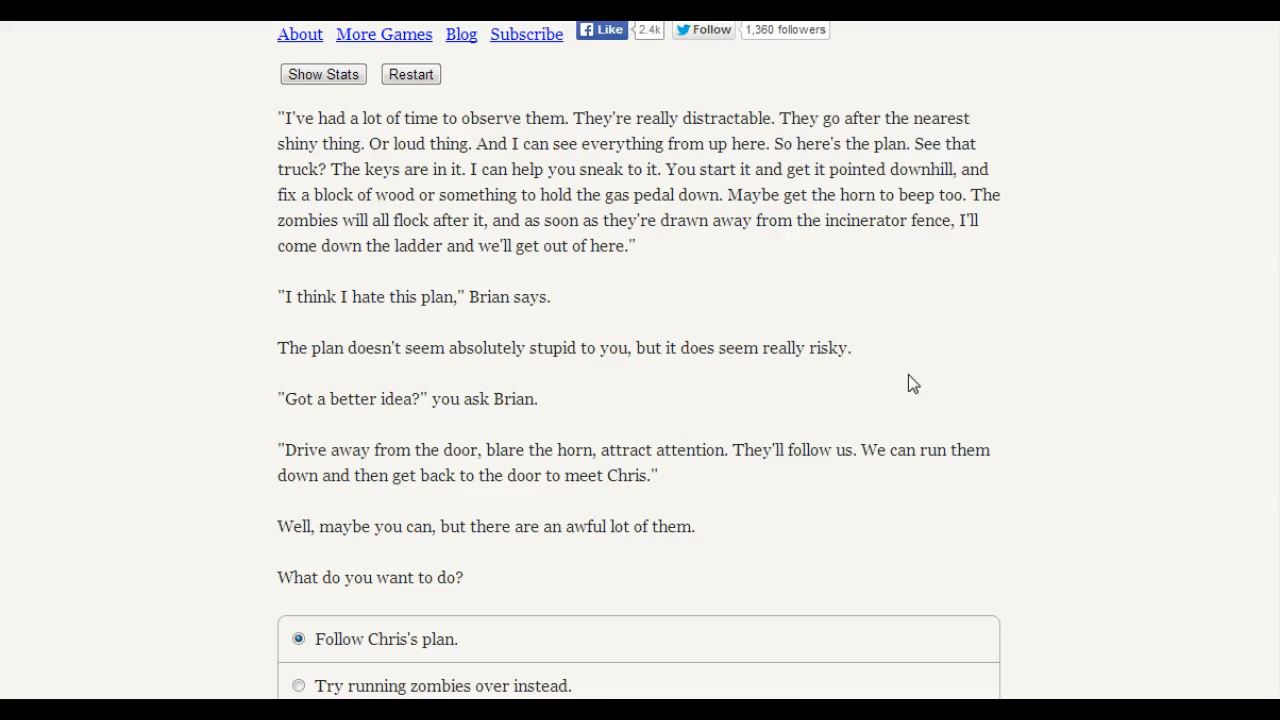 About More Games Blog Subscribe Like 2.4k Follow 1,360 followers
Show Stats Restart
"I've had a lot of time to observe them. They're really distractable. They go after the nearest
shiny thing. Or loud thing. And I can see everything from up here. So here's the plan. See that
truck? The keys are in it. I can help you sneak to it. You start it and get it pointed downhill, and
fix a block of wood or something to hold the gas pedal down. Maybe get the horn to beep too. The
zombies will all flock after it, and as soon as they're drawn away from the incinerator fence, I'll
come down the ladder and we'll get out of here."
"I think I hate this plan," Brian says.
The plan doesn't seem absolutely stupid to you, but it does seem really risky.
"Got a better idea?" you ask Brian.
"Drive away from the door, blare the horn, attract attention. They'll follow us. We can run them
down and then get back to the door to meet Chris."
Well, maybe you can, but there are an awful lot of them.
What do you want to do?
Follow Chris's plan.
Try running zombies over instead.